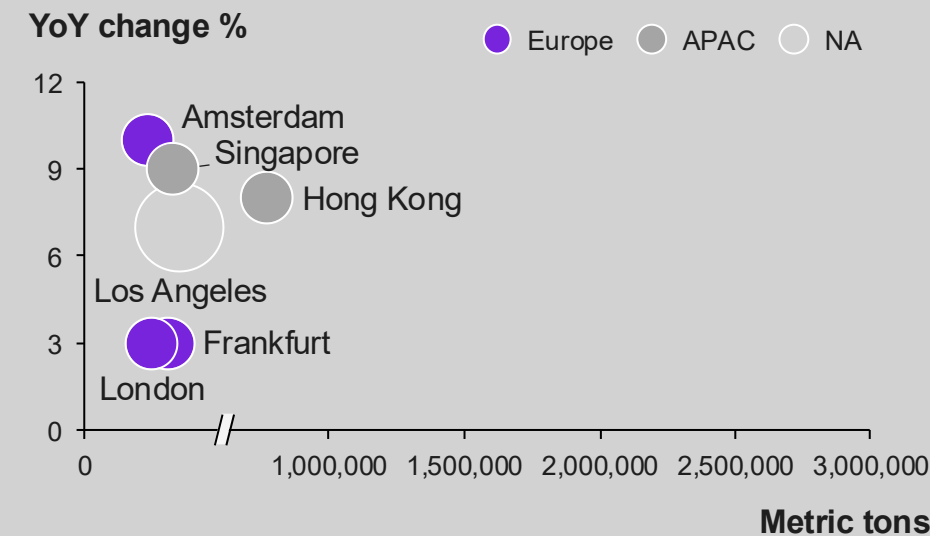 YoY change %
Europe APAC NA
12
Amsterdam
Singapore
9
Hong Kong
6
Los Angeles
3
Frankfurt
London
0
0 1,000,000 1,500,000 2,000,000 2,500,000 3,000,000
Metric tons